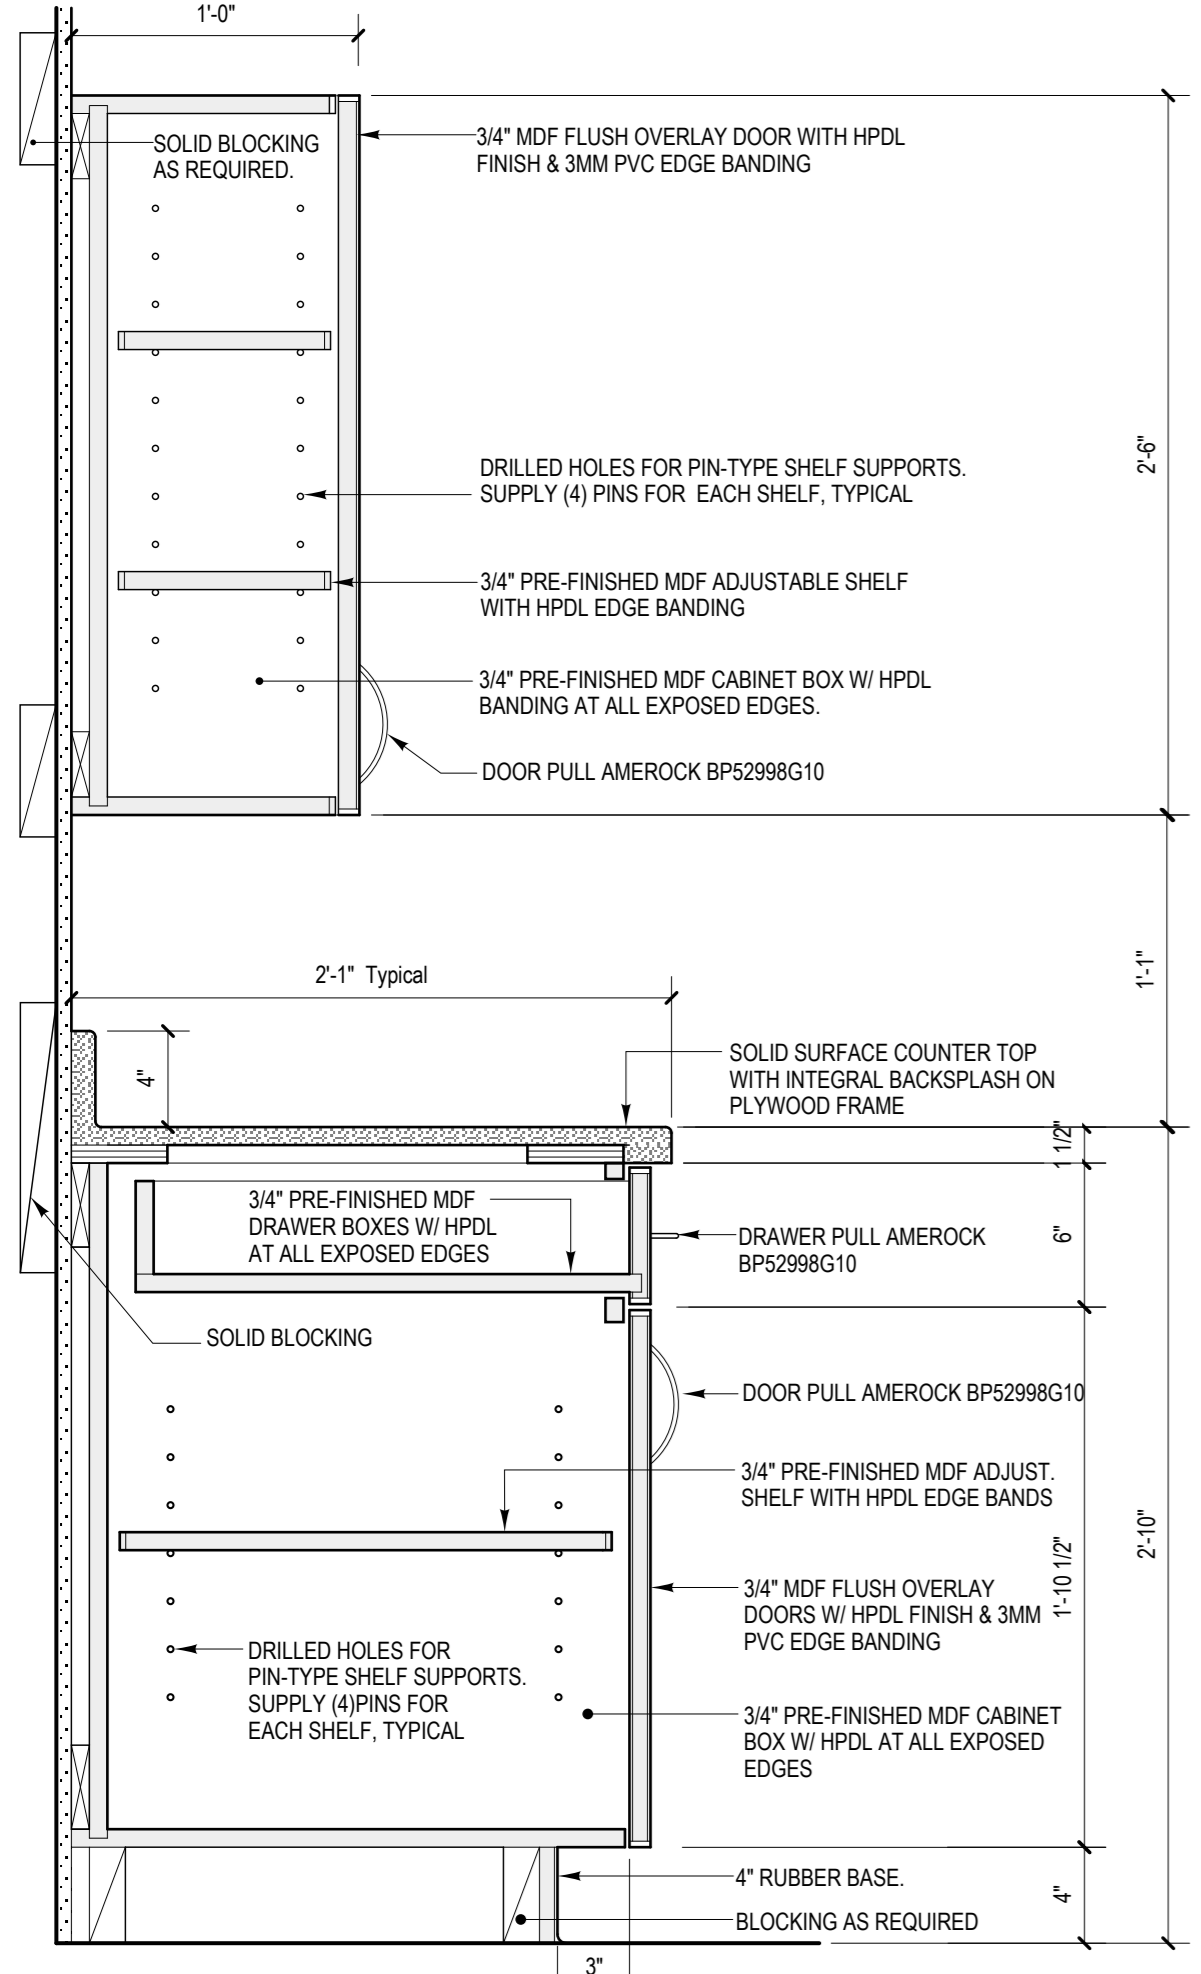 1'-0"
SOLID BLOCKING
AS REQUIRED.
3/4" MDF FLUSH OVERLAY DOOR WITH HPDL
FINISH & 3MM PVC EDGE BANDING
2'-6"
DRILLED HOLES FOR PIN-TYPE SHELF SUPPORTS.
SUPPLY (4) PINS FOR EACH SHELF, TYPICAL
3/4" PRE-FINISHED MDF ADJUSTABLE SHELF
WITH HPDL EDGE BANDING
3/4" PRE-FINISHED MDF CABINET BOX W/ HPDL
BANDING AT ALL EXPOSED EDGES.
DOOR PULL AMEROCK BP52998G10
1'-1"
2'-1" Typical
4"
SOLID SURFACE COUNTER TOP
WITH INTEGRAL BACKSPLASH ON
PLYWOOD FRAME
1 1/2"
3/4" PRE-FINISHED MDF
DRAWER BOXES W/ HPDL
AT ALL EXPOSED EDGES
DRAWER PULL AMEROCK
BP52998G10
6"
SOLID BLOCKING
DOOR PULL AMEROCK BP52998G10
3/4" PRE-FINISHED MDF ADJUST.
SHELF WITH HPDL EDGE BANDS
2'-10"
1'-10 1/2"
3/4" MDF FLUSH OVERLAY
DOORS W/ HPDL FINISH & 3MM
PVC EDGE BANDING
DRILLED HOLES FOR
PIN-TYPE SHELF SUPPORTS.
SUPPLY (4)PINS FOR
EACH SHELF, TYPICAL
3/4" PRE-FINISHED MDF CABINET
BOX W/ HPDL AT ALL EXPOSED
EDGES
4" RUBBER BASE.
4"
BLOCKING AS REQUIRED
3"